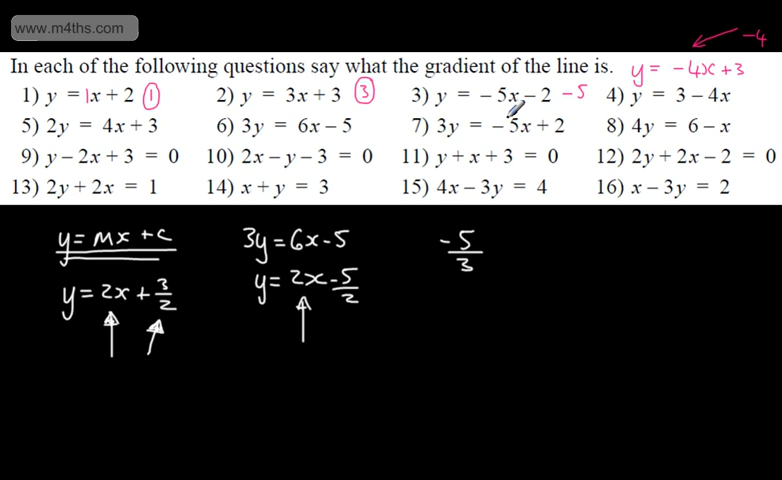 www.m4ths.com
-4
In each of the following questions say what the gradient of the line is. y = -4x + 3
1) y = 1x + 2 1 2) y = 3x + 3 3 3) y = − 5x − 2 -5 4) y = 3 − 4x
5) 2y = 4x + 3 6) 3y = 6x − 5 7) 3y = − 5x + 2 8) 4y = 6 − x
9) y − 2x + 3 = 0 10) 2x − y − 3 = 0 11) y + x + 3 = 0 12) 2y + 2x − 2 = 0
13) 2y + 2x = 1 14) x + y = 3 15) 4x − 3y = 4 16) x − 3y = 2
y = mx + c 3y = 6x - 5 -5/3
y = 2x + 3/2 y = 2x - 5/2